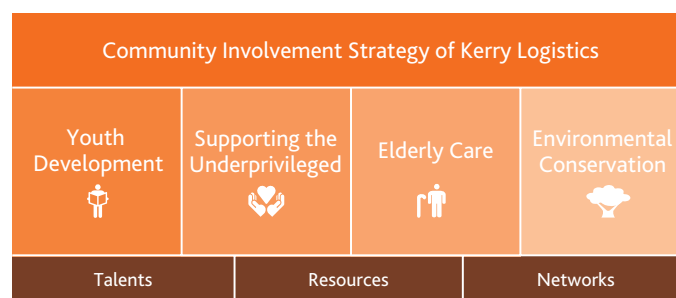 Community Involvement Strategy of Kerry Logistics
Youth
Development
Supporting the
Underprivileged
Elderly Care
Environmental
Conservation
Talents
Resources
Networks